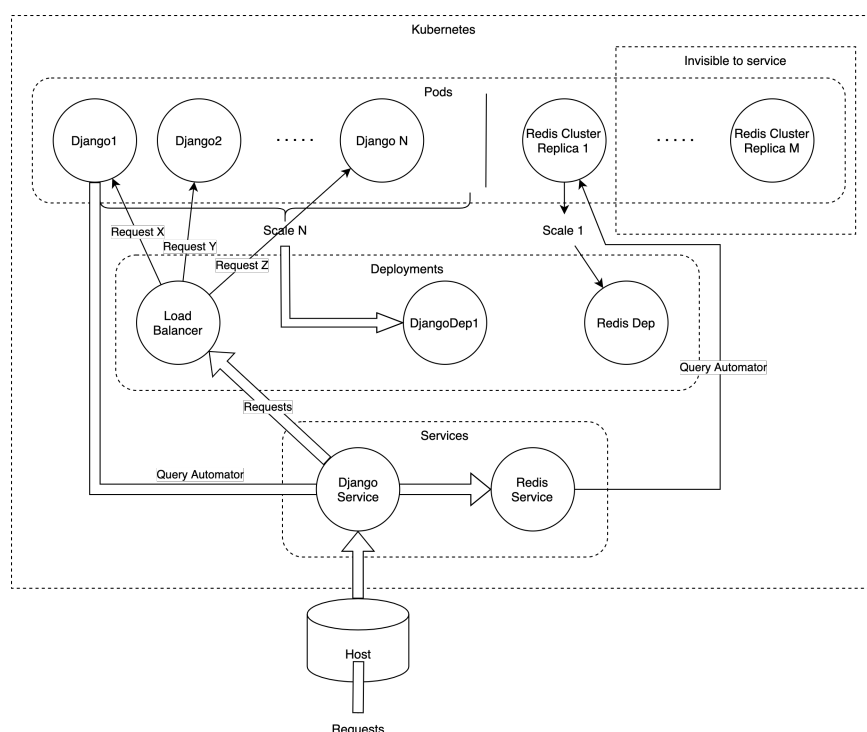 Kubernetes
Invisible to service
Pods
Django1
Django2
.....
Django N
Redis Cluster
Replica 1
.....
Redis Cluster
Replica M
Request X
Scale N
Scale 1
Request Y
Request Z
Deployments
Load
Balancer
DjangoDep1
Redis Dep
Query Automator
Requests
Services
Query Automator
Django
Service
Redis
Service
Host
Requests